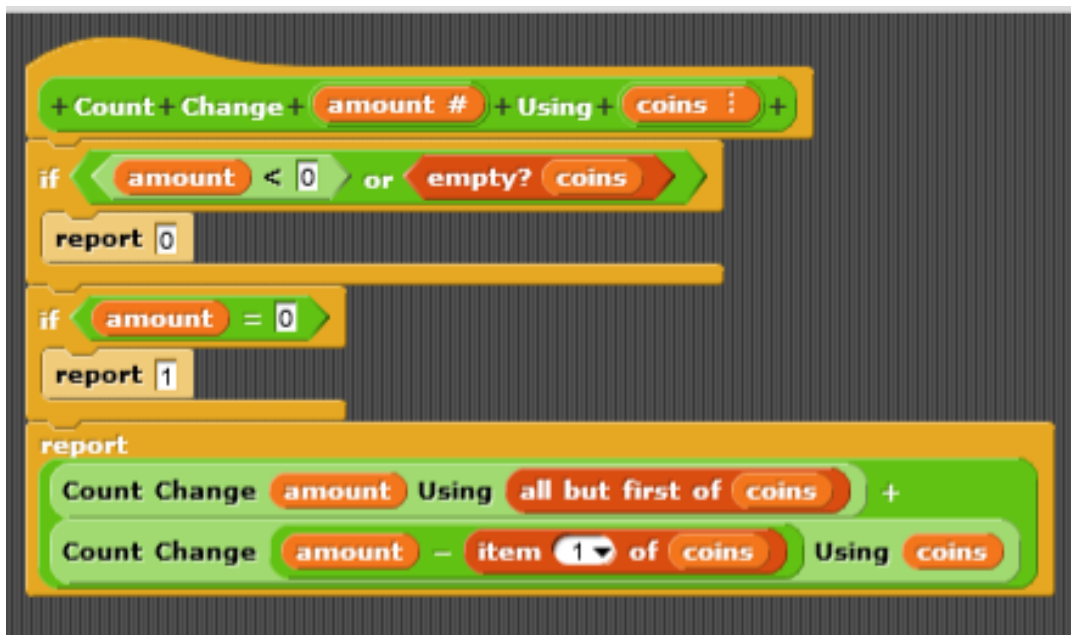 + Count + Change + amount # + Using + coins ⋮ +
if amount < 0 or empty? coins
report 0
if amount = 0
report 1
report
Count Change amount Using all but first of coins +
Count Change amount − item 1 of coins Using coins